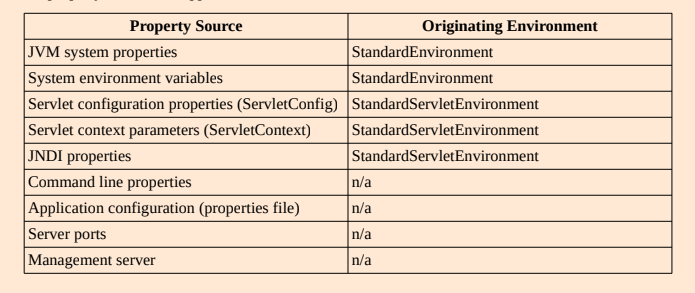 Property Source Originating Environment
JVM system properties StandardEnvironment
System environment variables StandardEnvironment
Servlet configuration properties (ServletConfig) StandardServletEnvironment
Servlet context parameters (ServletContext) StandardServletEnvironment
JNDI properties StandardServletEnvironment
Command line properties n/a
Application configuration (properties file) n/a
Server ports n/a
Management server n/a